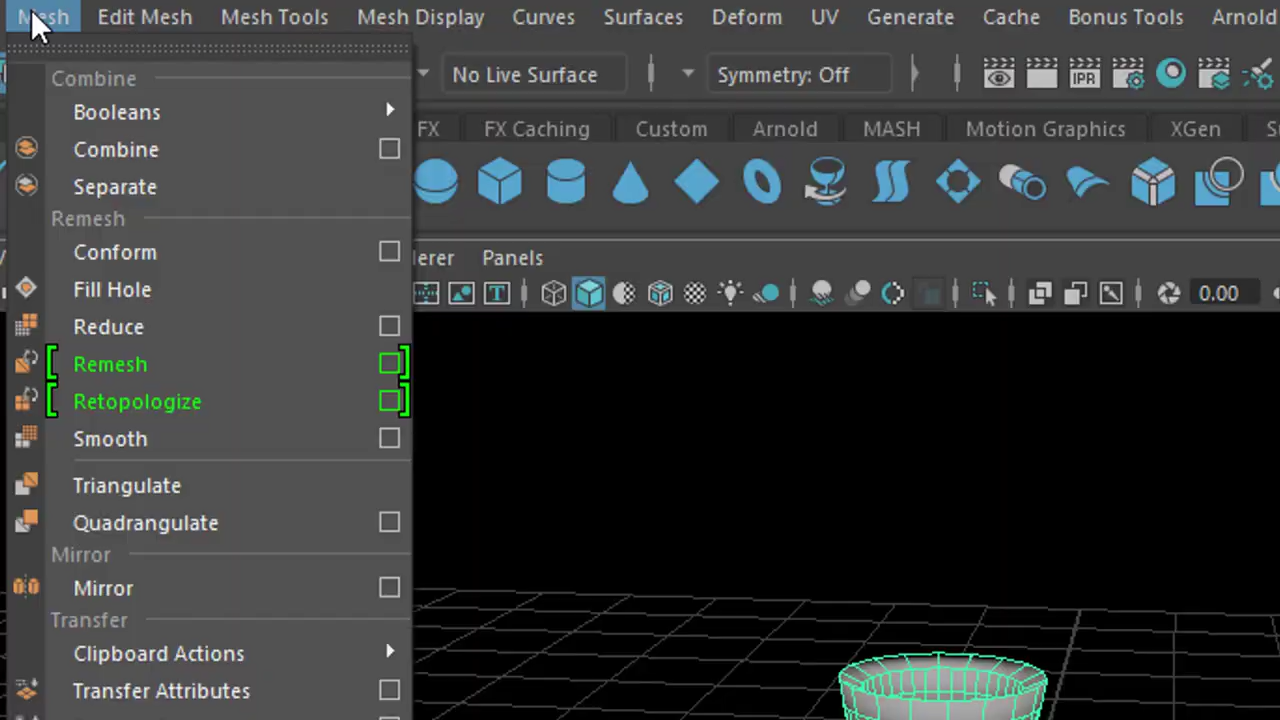 Mesh Edit Mesh Mesh Tools Mesh Display Curves Surfaces Deform UV Generate Cache Bonus Tools Arnold
No Live Surface Symmetry: Off IPR
FX FX Caching Custom Arnold MASH Motion Graphics XGen
Panels
T 0.00
Combine
Booleans
Combine
Separate
Remesh
Conform
Fill Hole
Reduce
Remesh
Retopologize
Smooth
Triangulate
Quadrangulate
Mirror
Mirror
Transfer
Clipboard Actions
Transfer Attributes